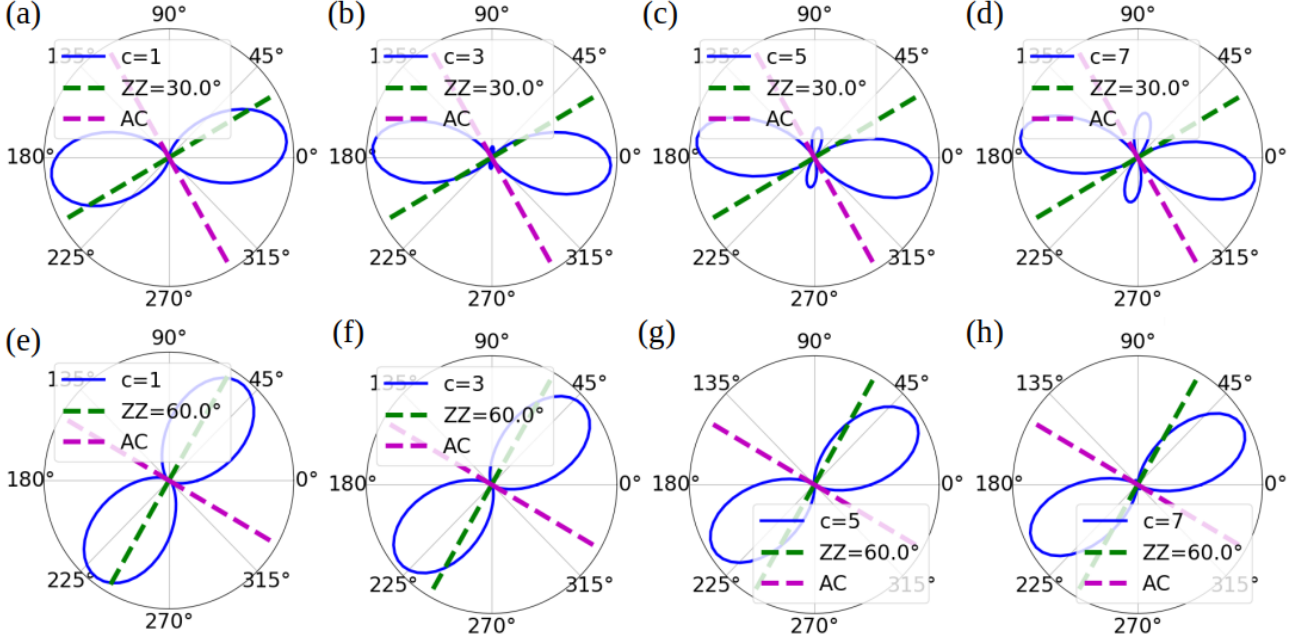 (a)
90°
135°
45°
c=1
ZZ=30.0°
AC
180°
0°
225°
315°
270°
(b)
90°
135°
45°
c=3
ZZ=30.0°
AC
180°
0°
225°
315°
270°
(c)
90°
135°
45°
c=5
ZZ=30.0°
AC
180°
0°
225°
315°
270°
(d)
90°
135°
45°
c=7
ZZ=30.0°
AC
180°
0°
225°
315°
270°
(e)
90°
135°
45°
c=1
ZZ=60.0°
AC
180°
0°
225°
315°
270°
(f)
90°
135°
45°
c=3
ZZ=60.0°
AC
180°
0°
225°
315°
270°
(g)
90°
135°
45°
180°
0°
c=5
ZZ=60.0°
AC
225°
315°
270°
(h)
90°
135°
45°
180°
0°
c=7
ZZ=60.0°
AC
225°
315°
270°